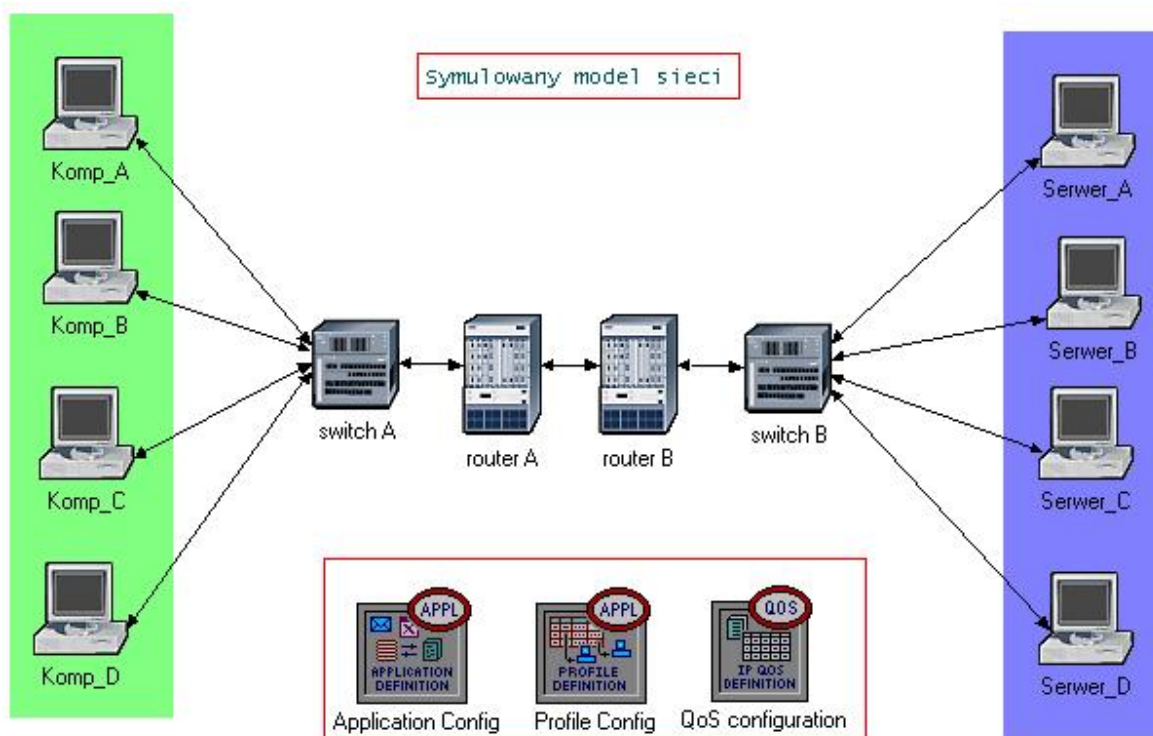 Symulowany model sieci
Komp_A
Komp_B
Komp_C
Komp_D
switch A
router A
router B
switch B
Serwer_A
Serwer_B
Serwer_C
Serwer_D
APPL
APPLICATION
DEFINITION
Application Config
APPL
PROFILE
DEFINITION
Profile Config
QOS
IP QOS
DEFINITION
QoS configuration